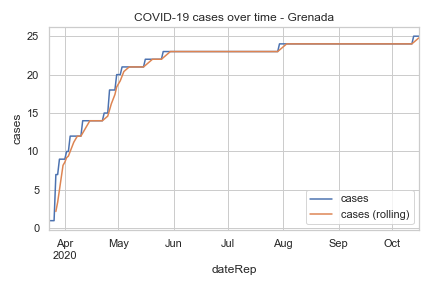 COVID-19 cases over time - Grenada
cases
25
20
15
10
5
0
Apr
2020
May
Jun
Jul
Aug
Sep
Oct
dateRep
cases
cases (rolling)